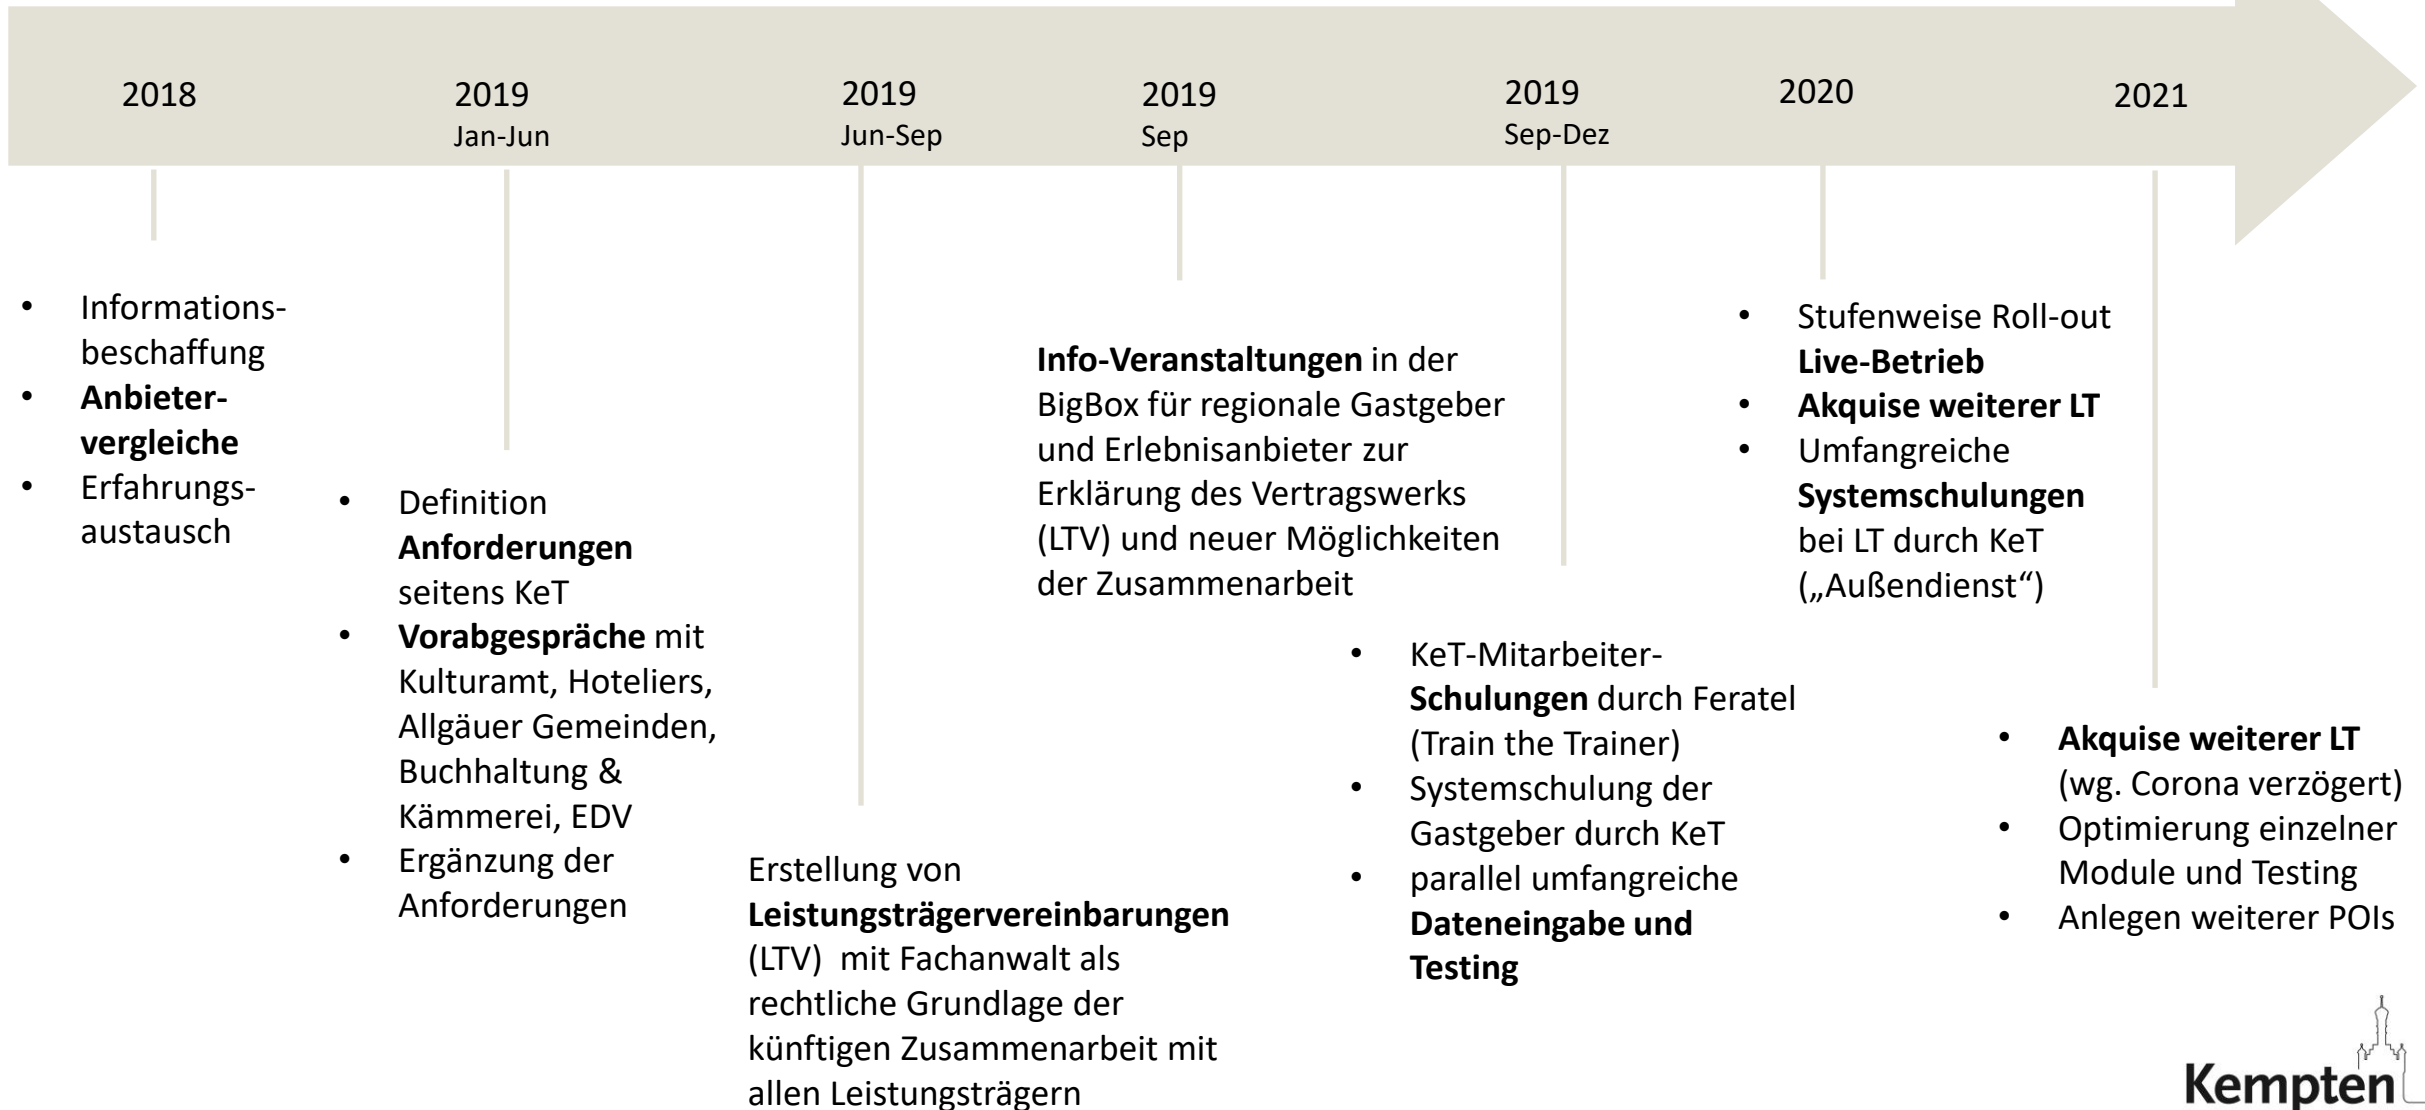 2018
2019
Jan-Jun
2019
Jun-Sep
2019
Sep
2019
Sep-Dez
2020
2021
• Informations-
beschaffung
• Anbieter-
vergleiche
• Erfahrungs-
austausch
• Definition
Anforderungen
seitens KeT
• Vorabgespräche mit
Kulturamt, Hoteliers,
Allgäuer Gemeinden,
Buchhaltung &
Kämmerei, EDV
• Ergänzung der
Anforderungen
Erstellung von
Leistungsträgervereinbarungen
(LTV) mit Fachanwalt als
rechtliche Grundlage der
künftigen Zusammenarbeit mit
allen Leistungsträgern
Info-Veranstaltungen in der
BigBox für regionale Gastgeber
und Erlebnisanbieter zur
Erklärung des Vertragswerks
(LTV) und neuer Möglichkeiten
der Zusammenarbeit
• KeT-Mitarbeiter-
Schulungen durch Feratel
(Train the Trainer)
• Systemschulung der
Gastgeber durch KeT
• parallel umfangreiche
Dateneingabe und
Testing
• Stufenweise Roll-out
Live-Betrieb
• Akquise weiterer LT
• Umfangreiche
Systemschulungen
bei LT durch KeT
(„Außendienst“)
• Akquise weiterer LT
(wg. Corona verzögert)
• Optimierung einzelner
Module und Testing
• Anlegen weiterer POIs
Kempten